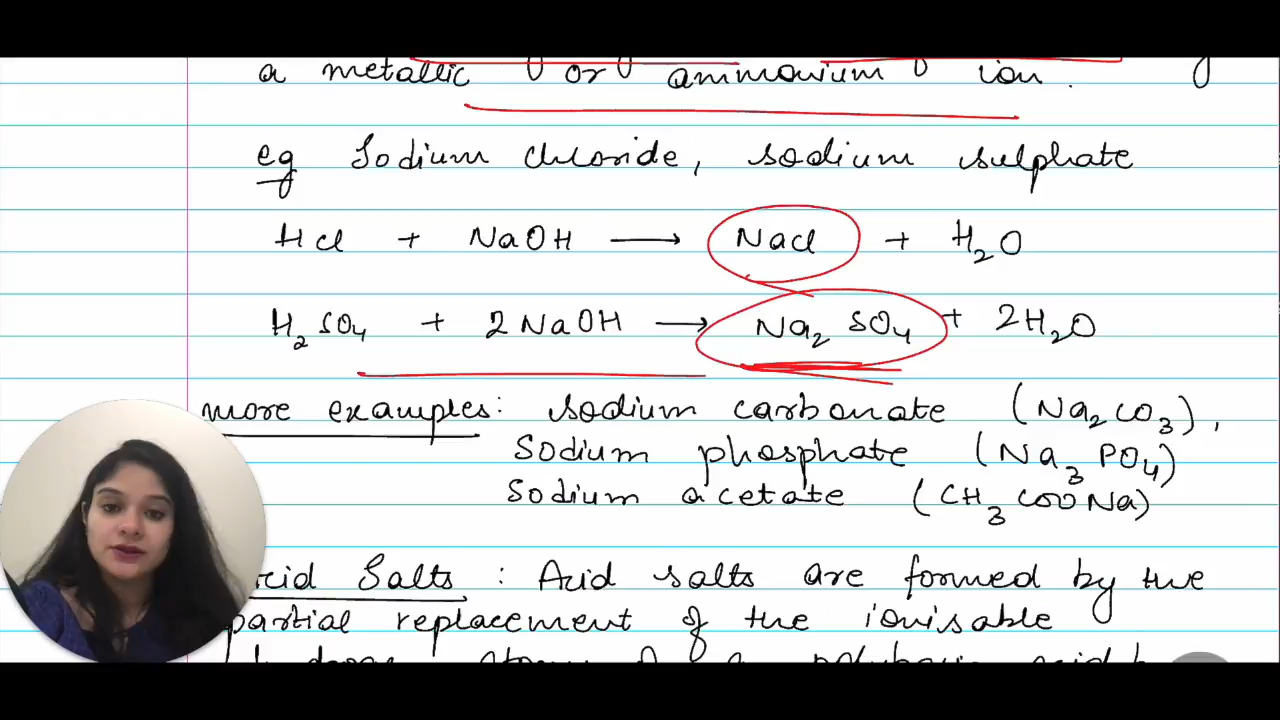 a metallic or ammonium ion.
eg Sodium chloride, sodium sulphate
HCl + NaOH → NaCl + H₂O
H₂SO₄ + 2NaOH → Na₂SO₄ + 2H₂O
more examples: sodium carbonate (Na₂CO₃),
Sodium phosphate (Na₃PO₄)
Sodium acetate (CH₃COONa)
cid Salts : Acid salts are formed by the
partial replacement of the ionisable